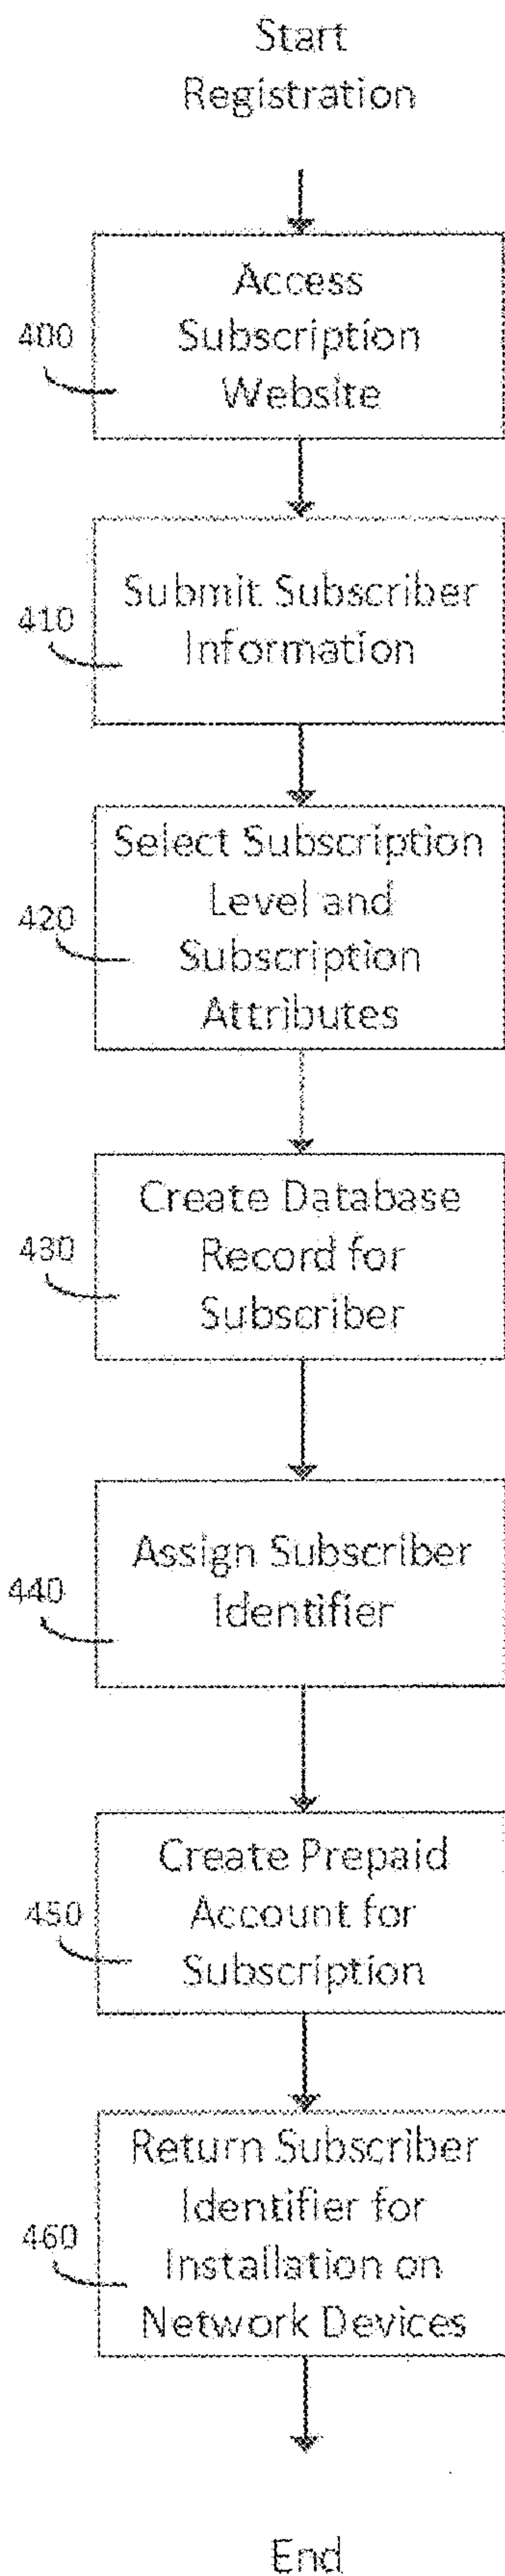 Start
Registration
Access
Subscription
Website
400
Submit Subscriber
Information
410
Select Subscription
Level and
Subscription
Attributes
420
Create Database
Record for
Subscriber
430
Assign Subscriber
Identifier
440
Create Prepaid
Account for
Subscription
450
Return Subscriber
Identifier for
Installation on
Network Devices
460
End